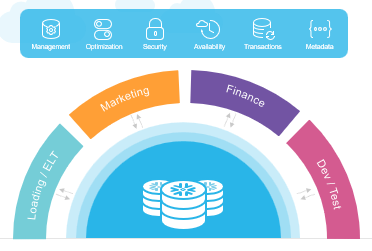 Management
Optimization
Security
Availability
Transactions
Metadata
Loading / ELT
Marketing
Finance
Dev / Test